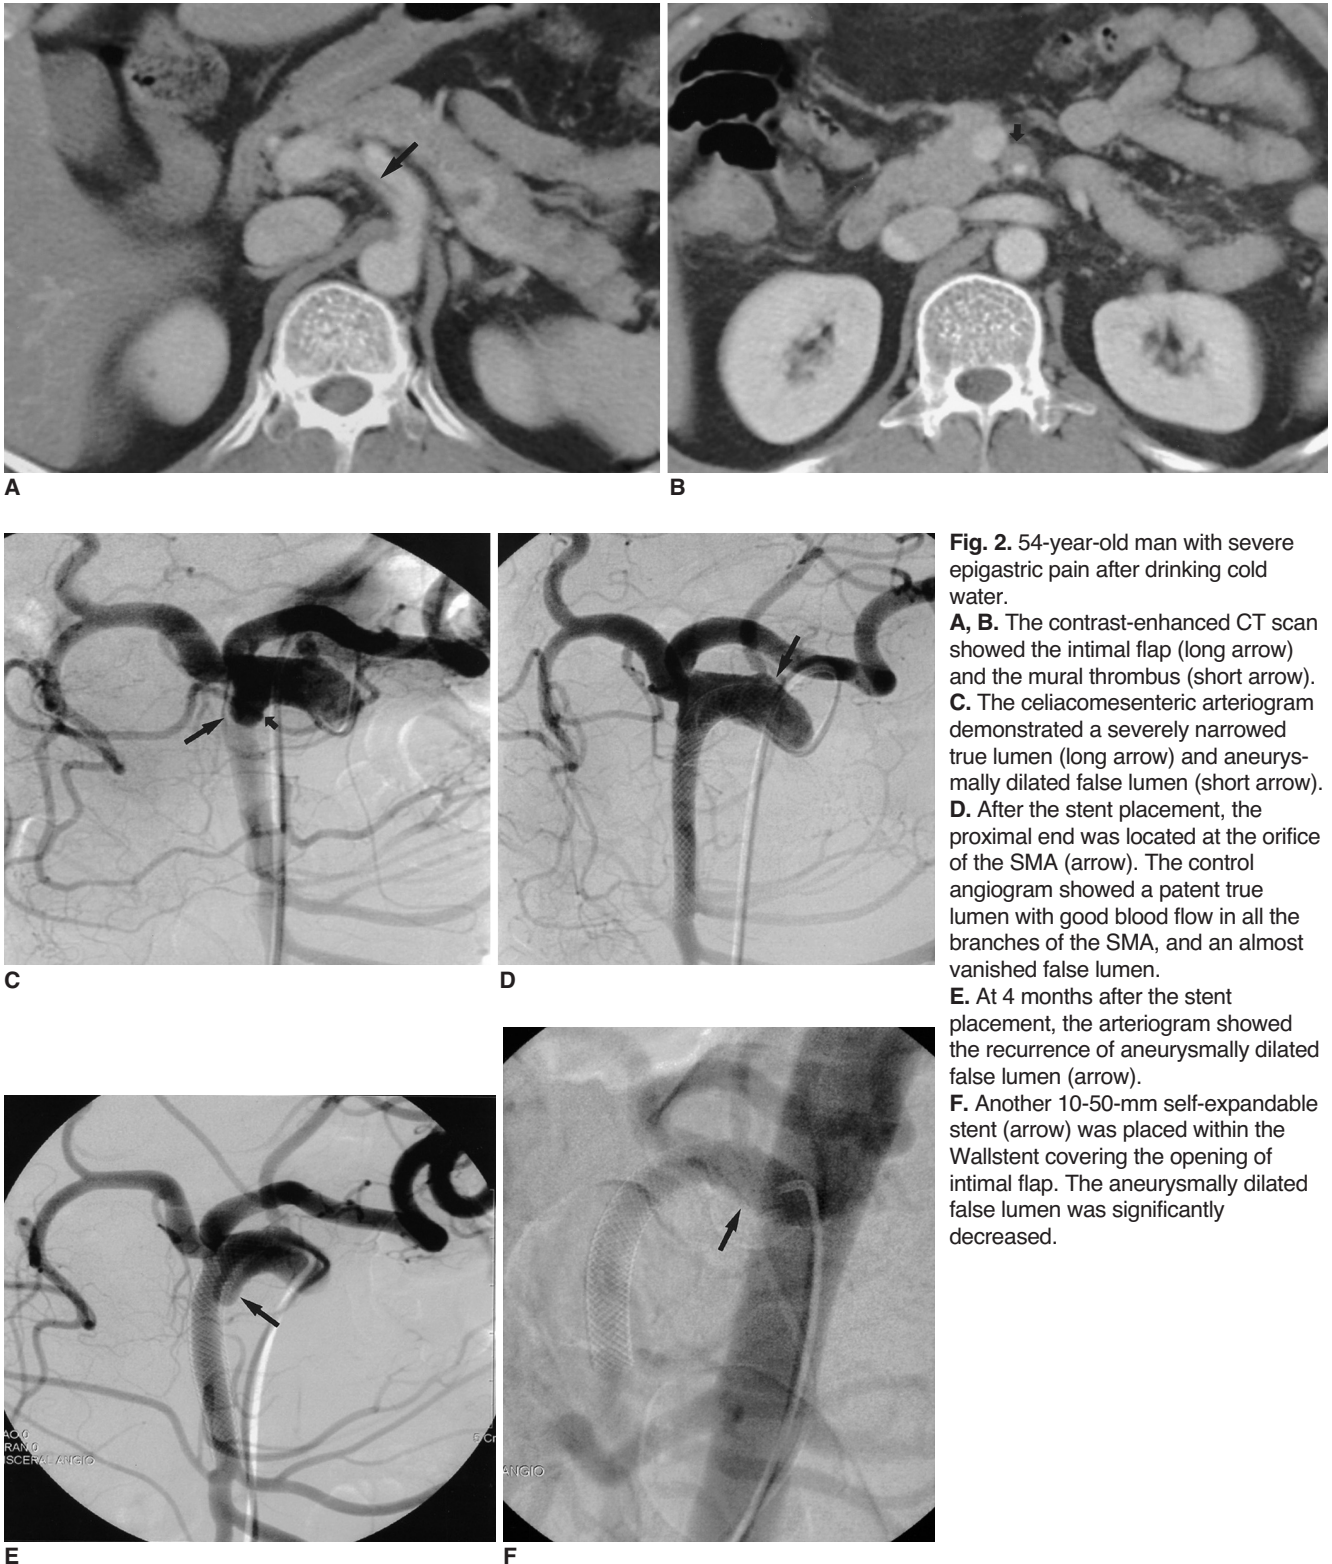 A
B
Fig. 2. 54-year-old man with severe
epigastric pain after drinking cold
water.
A, B. The contrast-enhanced CT scan
showed the intimal flap (long arrow)
and the mural thrombus (short arrow).
C. The celiacomesenteric arteriogram
demonstrated a severely narrowed
true lumen (long arrow) and aneurys-
mally dilated false lumen (short arrow).
D. After the stent placement, the
proximal end was located at the orifice
of the SMA (arrow). The control
angiogram showed a patent true
lumen with good blood flow in all the
branches of the SMA, and an almost
vanished false lumen.
E. At 4 months after the stent
placement, the arteriogram showed
the recurrence of aneurysmally dilated
false lumen (arrow).
F. Another 10-50-mm self-expandable
stent (arrow) was placed within the
Wallstent covering the opening of
intimal flap. The aneurysmally dilated
false lumen was significantly
decreased.
C
D
AO 0
RAN 0
ISCERAL ANGIO
ANGIO
E
F